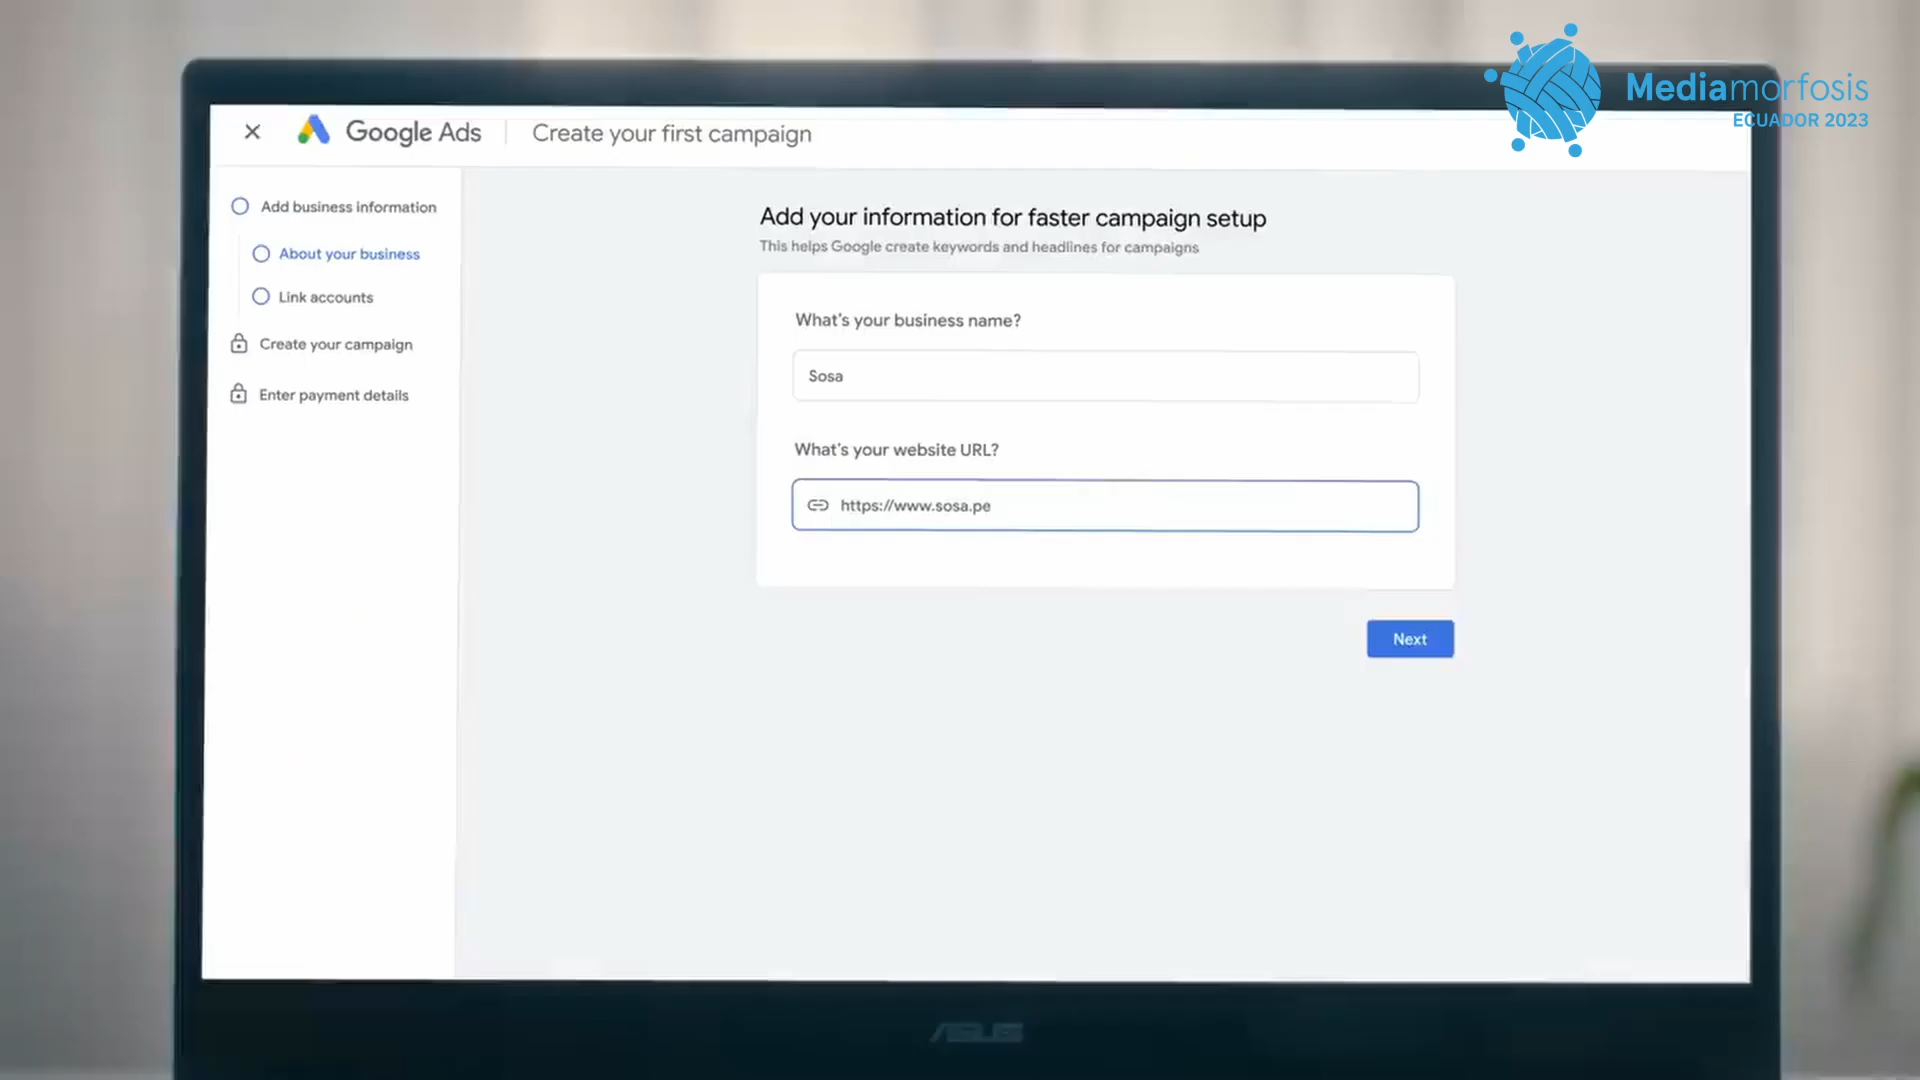 Mediamorfosis
ECUADOR 2023
Google Ads
Create your first campaign
Add business information
About your business
Link accounts
Create your campaign
Enter payment details
Add your information for faster campaign setup
This helps Google create keywords and headlines for campaigns
What's your business name?
Sosa
What's your website URL?
https://www.sosa.pe
Next
ASUS